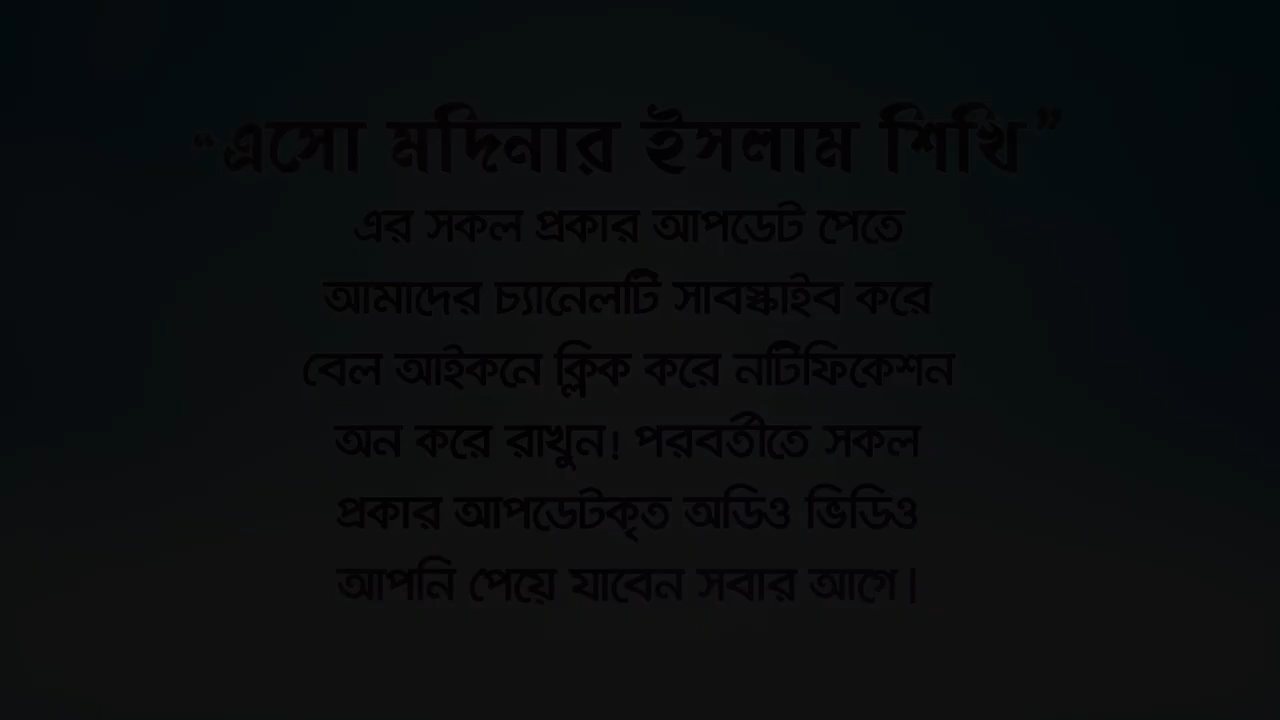 “এসো মদিনার ইসলাম শিখি”
এর সকল প্রকার আপডেট পেতে
আমাদের চ্যানেলটি সাবস্ক্রাইব করে
বেল আইকনে ক্লিক করে নটিফিকেশন
অন করে রাখুন! পরবর্তীতে সকল
প্রকার আপডেটকৃত অডিও ভিডিও
আপনি পেয়ে যাবেন সবার আগে।